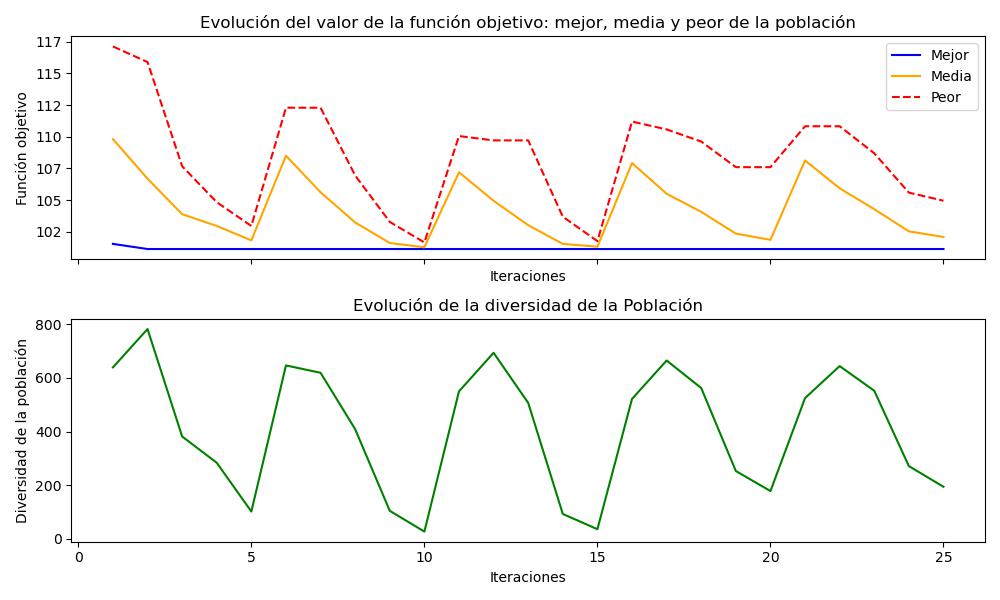 Evolución del valor de la función objetivo: mejor, media y peor de la población
Función objetivo
117
115
112
110
107
105
102
Mejor
Media
Peor
Iteraciones
Evolución de la diversidad de la Población
Diversidad de la población
800
600
400
200
0
0 5 10 15 20 25
Iteraciones